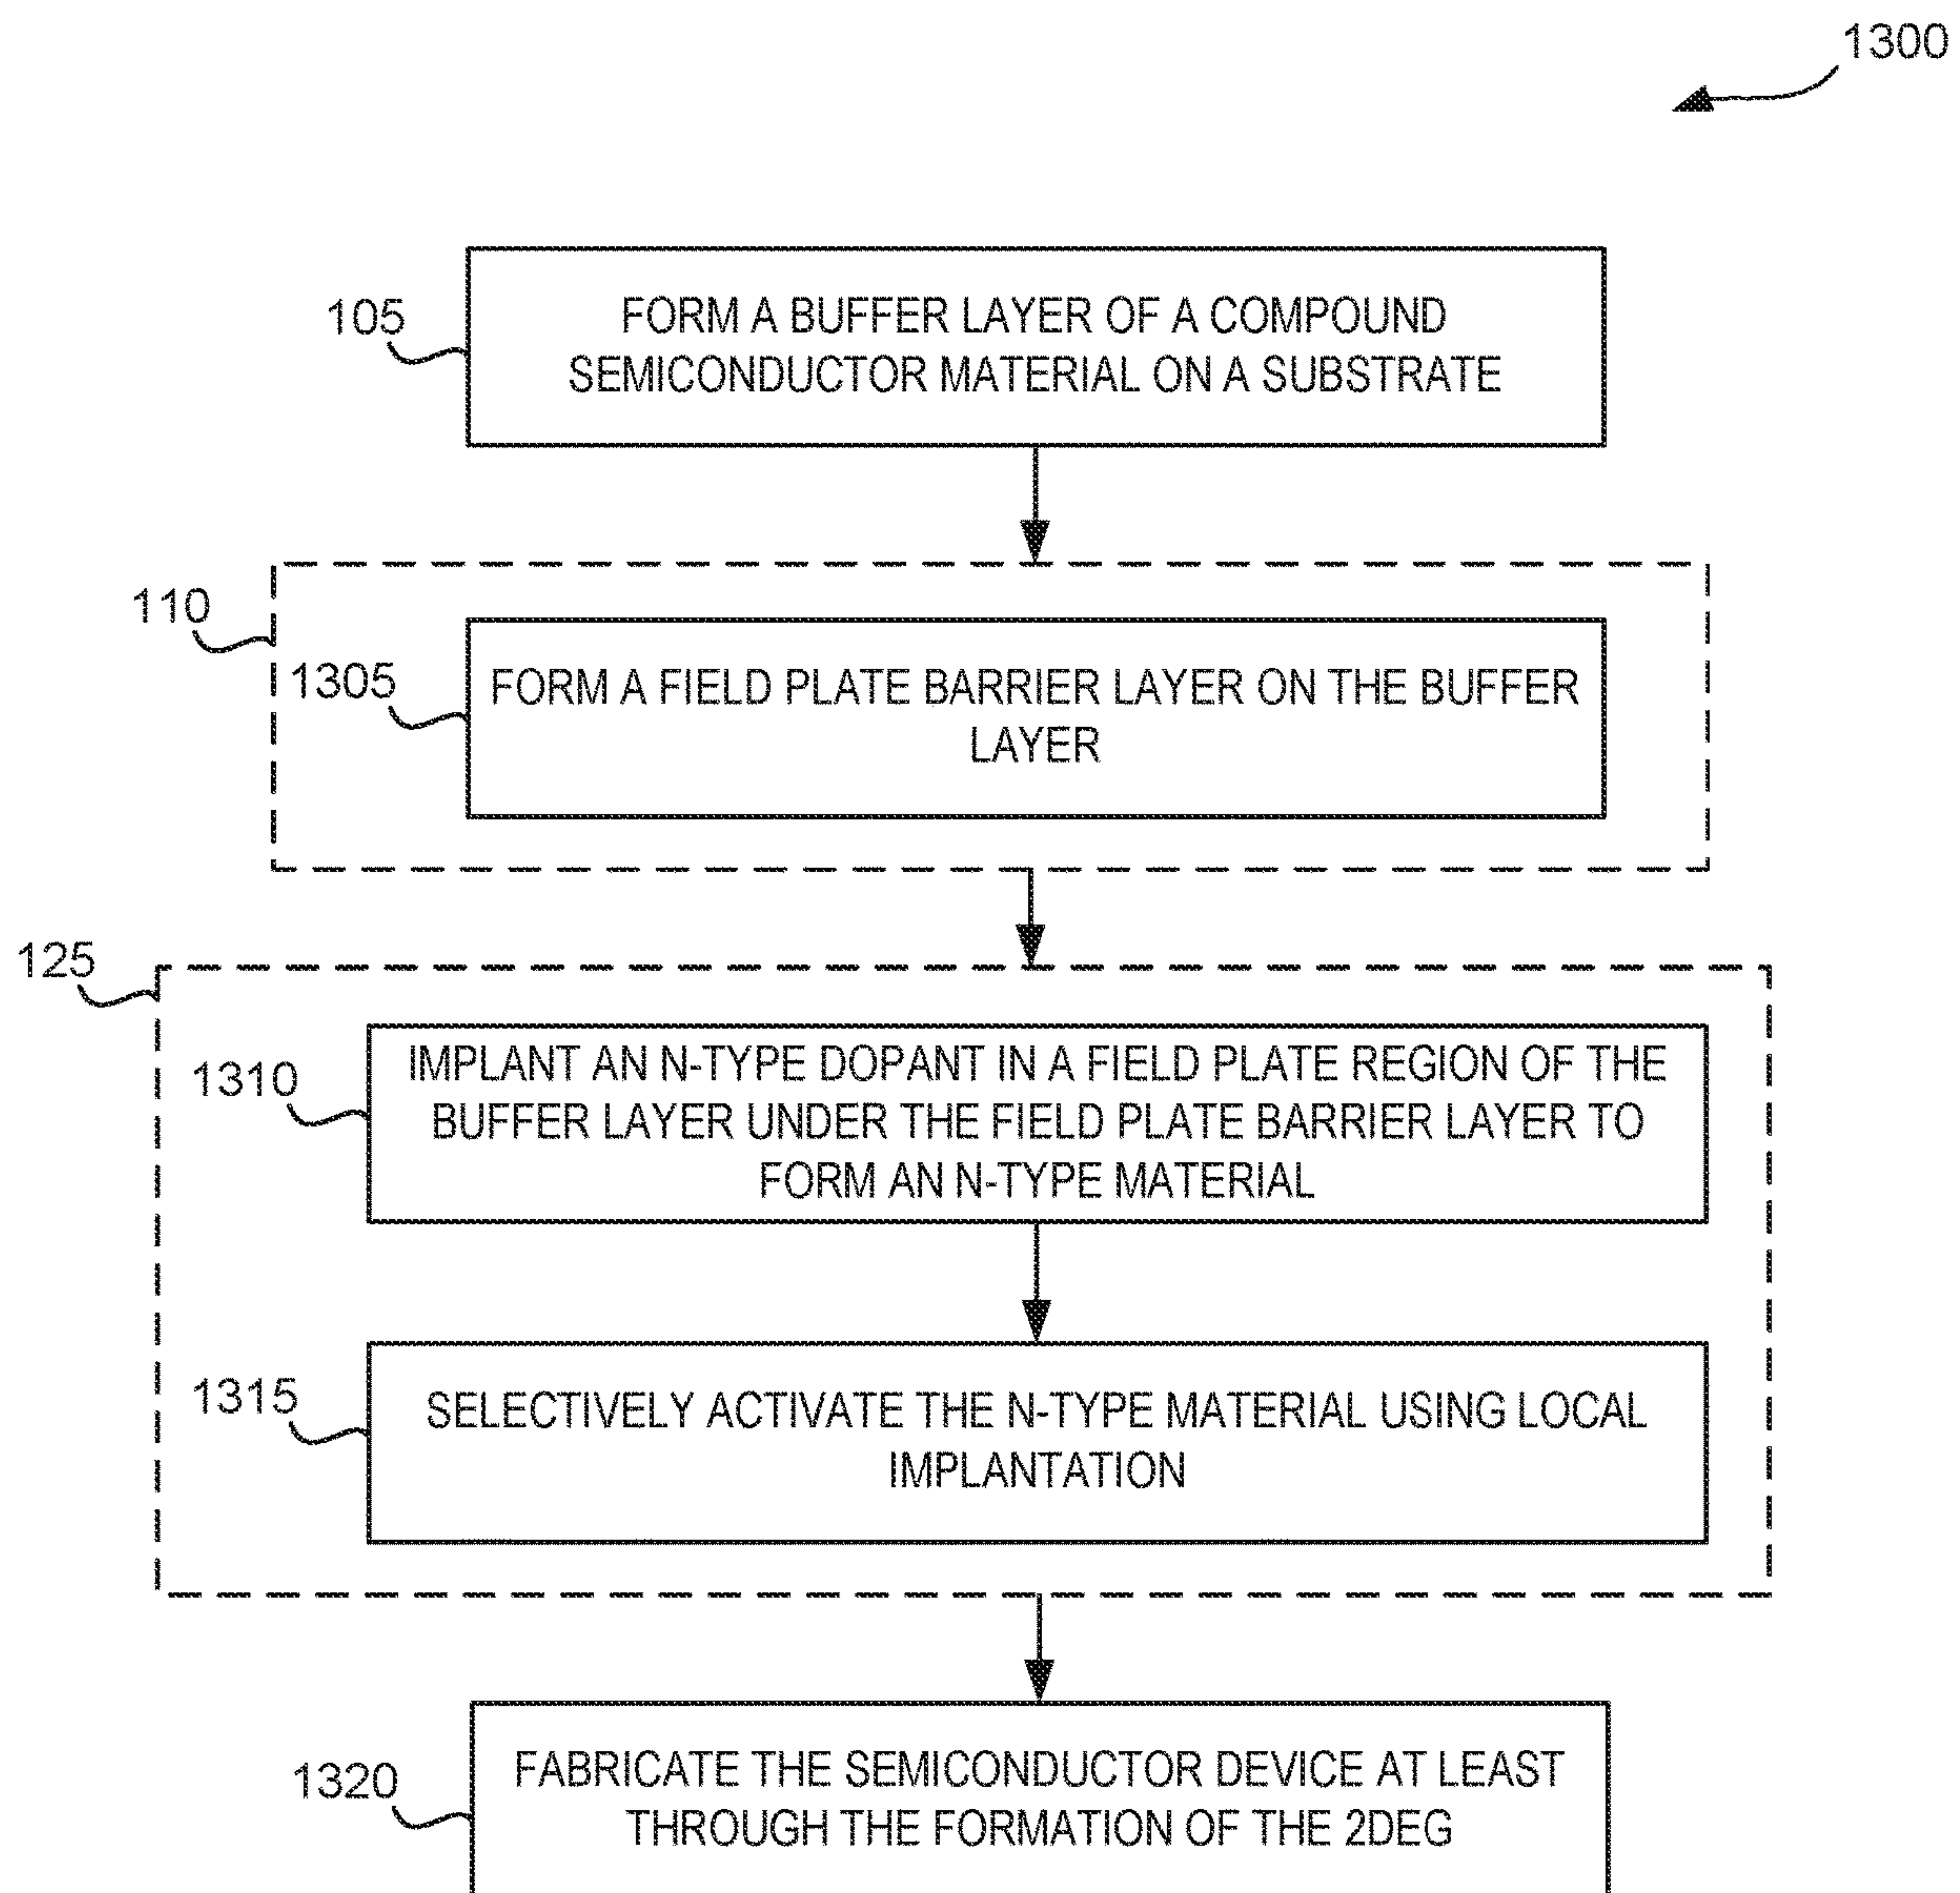 1300
105
FORM A BUFFER LAYER OF A COMPOUND
SEMICONDUCTOR MATERIAL ON A SUBSTRATE
110
1305
FORM A FIELD PLATE BARRIER LAYER ON THE BUFFER
LAYER
125
1310
IMPLANT AN N-TYPE DOPANT IN A FIELD PLATE REGION OF THE
BUFFER LAYER UNDER THE FIELD PLATE BARRIER LAYER TO
FORM AN N-TYPE MATERIAL
1315
SELECTIVELY ACTIVATE THE N-TYPE MATERIAL USING LOCAL
IMPLANTATION
1320
FABRICATE THE SEMICONDUCTOR DEVICE AT LEAST
THROUGH THE FORMATION OF THE 2DEG